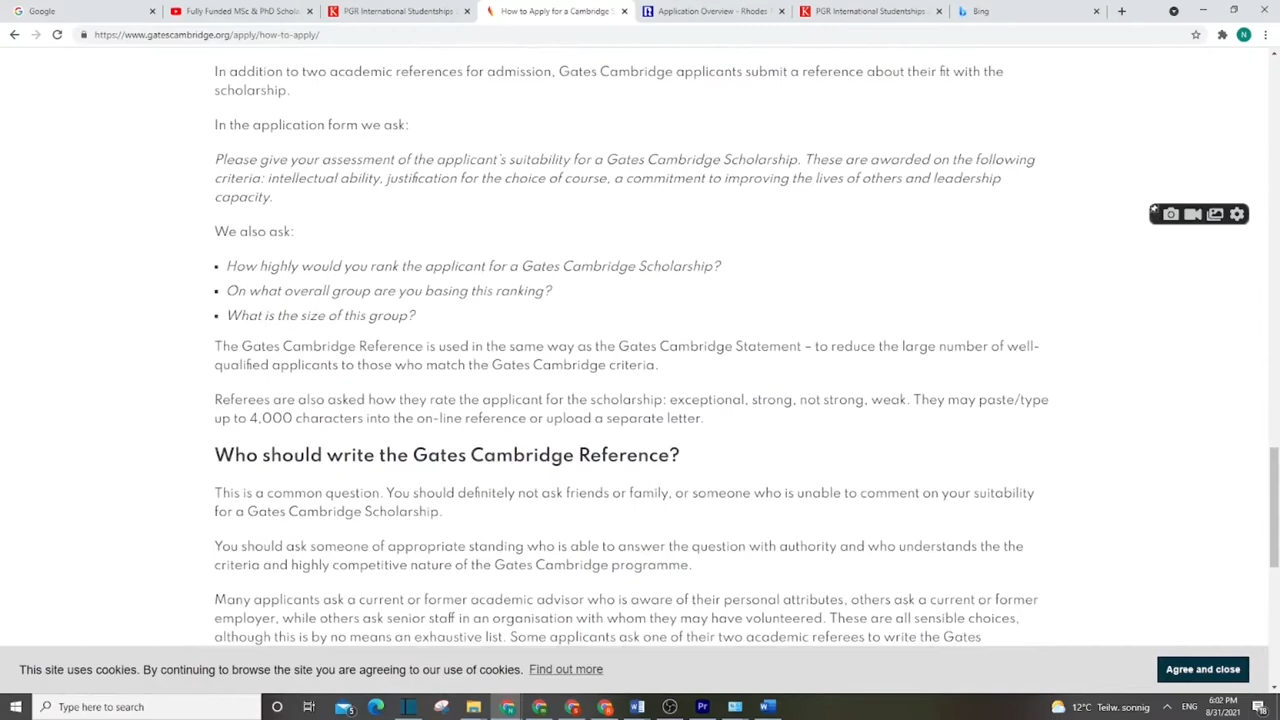 Google
Fully Funded MSc & PhD Schola
PGR International Studentships
How to Apply for a Cambridge S
Application Overview - Rhodes
PGR International Studentships
Bing
https://www.gatescambridge.org/apply/how-to-apply/
N
In addition to two academic references for admission, Gates Cambridge applicants submit a reference about their fit with the
scholarship.
In the application form we ask:
Please give your assessment of the applicant's suitability for a Gates Cambridge Scholarship. These are awarded on the following
criteria: intellectual ability, justification for the choice of course, a commitment to improving the lives of others and leadership
capacity.
We also ask:
• How highly would you rank the applicant for a Gates Cambridge Scholarship?
• On what overall group are you basing this ranking?
• What is the size of this group?
The Gates Cambridge Reference is used in the same way as the Gates Cambridge Statement – to reduce the large number of well-
qualified applicants to those who match the Gates Cambridge criteria.
Referees are also asked how they rate the applicant for the scholarship: exceptional, strong, not strong, weak. They may paste/type
up to 4,000 characters into the on-line reference or upload a separate letter.
Who should write the Gates Cambridge Reference?
This is a common question. You should definitely not ask friends or family, or someone who is unable to comment on your suitability
for a Gates Cambridge Scholarship.
You should ask someone of appropriate standing who is able to answer the question with authority and who understands the the
criteria and highly competitive nature of the Gates Cambridge programme.
Many applicants ask a current or former academic advisor who is aware of their personal attributes, others ask a current or former
employer, while others ask senior staff in an organisation with whom they may have volunteered. These are all sensible choices,
although this is by no means an exhaustive list. Some applicants ask one of their two academic referees to write the Gates
This site uses cookies. By continuing to browse the site you are agreeing to our use of cookies. Find out more
Agree and close
Type here to search
12°C Teilw. sonnig
ENG
6:02 PM
8/31/2021